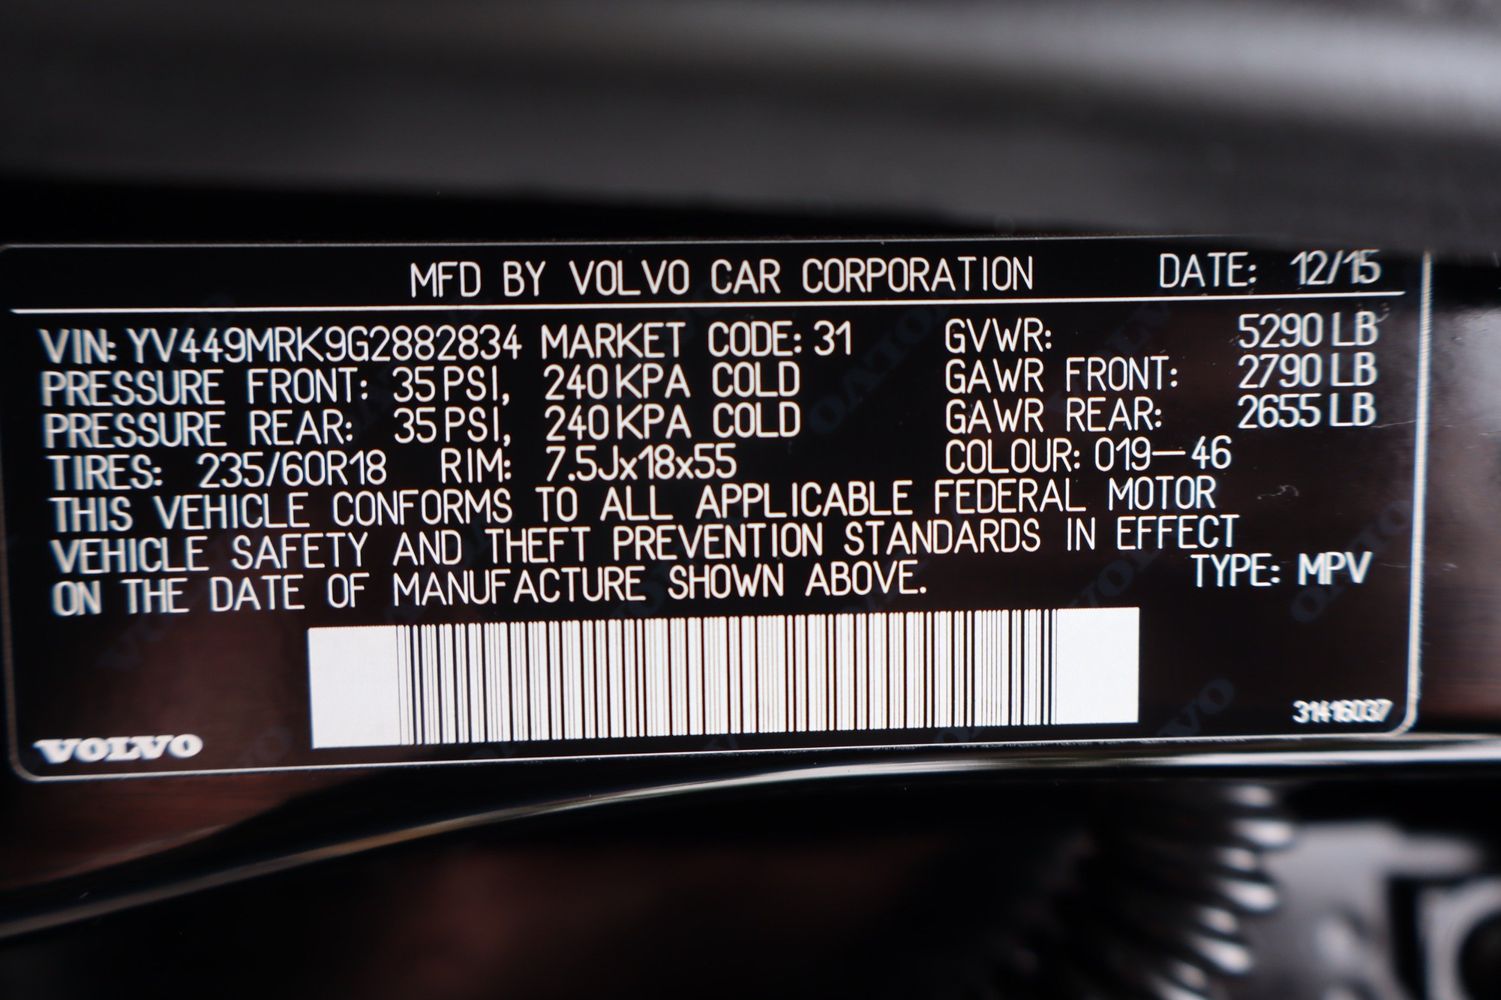 MFD BY VOLVO CAR CORPORATION DATE: 12/15
VIN: YV449MRK9G2882834 MARKET CODE: 31 GVWR: 5290 LB
PRESSURE FRONT: 35 PSI, 240 KPA COLD GAWR FRONT: 2790 LB
PRESSURE REAR: 35 PSI, 240 KPA COLD GAWR REAR: 2655 LB
TIRES: 235/60R18 RIM: 7.5Jx18x55 COLOUR: 019-46
THIS VEHICLE CONFORMS TO ALL APPLICABLE FEDERAL MOTOR
VEHICLE SAFETY AND THEFT PREVENTION STANDARDS IN EFFECT
ON THE DATE OF MANUFACTURE SHOWN ABOVE. TYPE: MPV
31416037
VOLVO